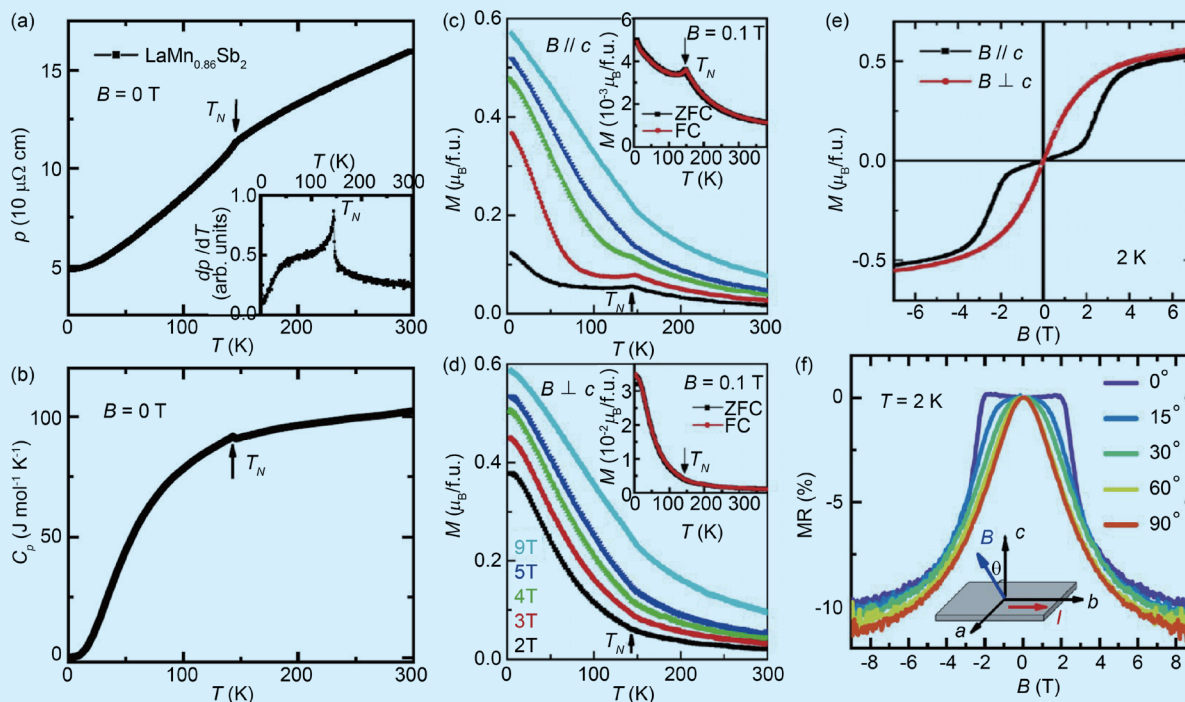 (a)
LaMn0.86Sb2
B = 0 T
TN
ρ (10 μΩ cm)
15
10
5
0 100 200 300
T (K)
T (K)
0 100 200 300
1.0
0.5
0.0
dρ/dT
(arb. units)
TN
(b)
B = 0 T
TN
Cp (J mol-1 K-1)
100
50
0
0 100 200 300
T (K)
(c)
B // c
M (μB/f.u.)
0.6
0.4
0.2
0.0
TN
0 100 200 300
T (K)
B = 0.1 T
TN
ZFC
FC
M (10-3 μB/f.u.)
6
4
2
0
0 100 200 300
T (K)
(d)
B ⊥ c
M (μB/f.u.)
0.6
0.4
0.2
0.0
9T
5T
4T
3T
2T
TN
0 100 200 300
T (K)
B = 0.1 T
ZFC
FC
TN
M (10-2 μB/f.u.)
3
2
1
0
0 100 200 300
T (K)
(e)
B // c
B ⊥ c
M (μB/f.u.)
0.5
0.0
-0.5
2 K
-6 -4 -2 0 2 4 6
B (T)
(f)
T = 2 K
0°
15°
30°
60°
90°
MR (%)
0
-5
-10
B
θ
c
b
a
I
-8 -6 -4 -2 0 2 4 6 8
B (T)